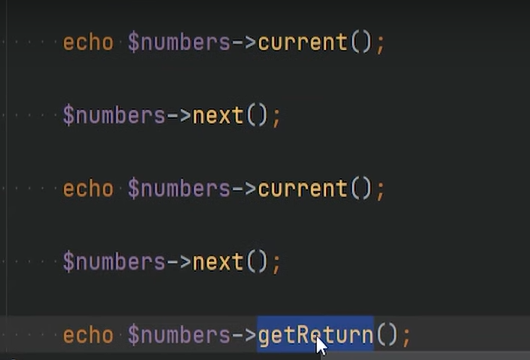 echo $numbers->current();
$numbers->next();
echo $numbers->current();
$numbers->next();
echo $numbers->getReturn();